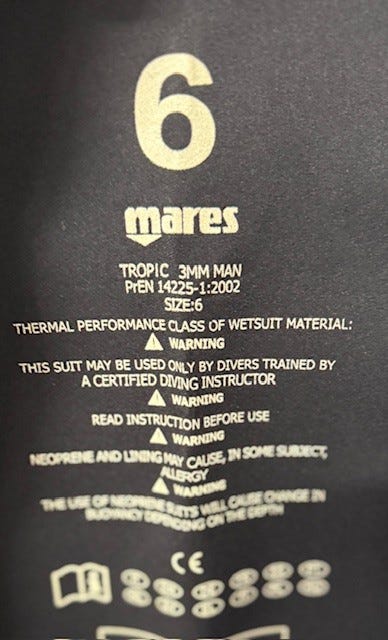 6
mares
TROPIC 3MM MAN
PrEN 14225-1:2002
SIZE:6
THERMAL PERFORMANCE CLASS OF WETSUIT MATERIAL:
WARNING
THIS SUIT MAY BE USED ONLY BY DIVERS TRAINED BY
A CERTIFIED DIVING INSTRUCTOR
WARNING
READ INSTRUCTION BEFORE USE
WARNING
NEOPRENE AND LINING MAY CAUSE, IN SOME SUBJECT,
ALLERGY
WARNING
THE USE OF NEOPRENE SUITS WILL CAUSE CHANGE IN
BUOYANCY DEPENDING ON THE DEPTH
CE